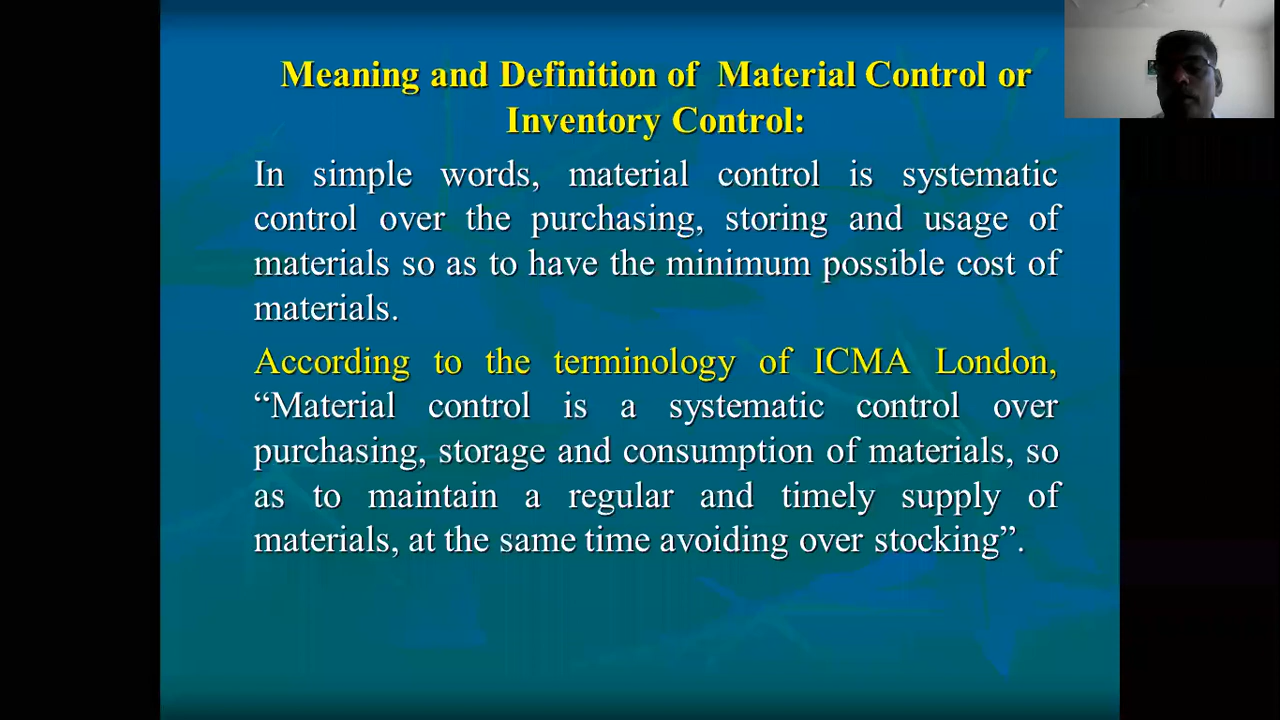 Meaning and Definition of Material Control or
Inventory Control:
In simple words, material control is systematic
control over the purchasing, storing and usage of
materials so as to have the minimum possible cost of
materials.
According to the terminology of ICMA London,
“Material control is a systematic control over
purchasing, storage and consumption of materials, so
as to maintain a regular and timely supply of
materials, at the same time avoiding over stocking”.